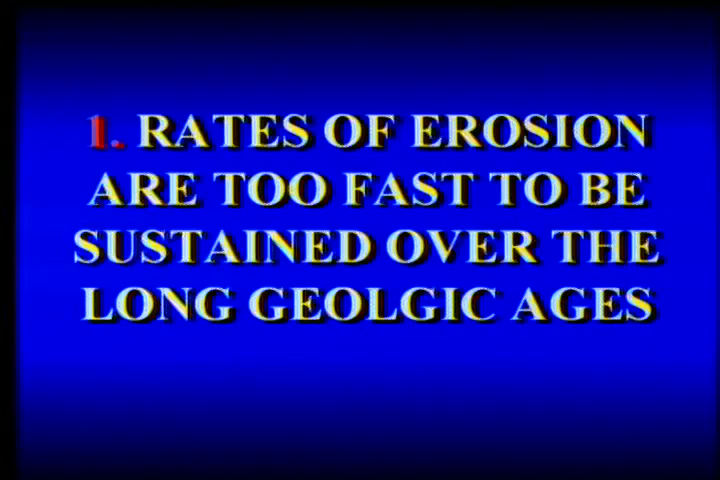 1. RATES OF EROSION
ARE TOO FAST TO BE
SUSTAINED OVER THE
LONG GEOLGIC AGES